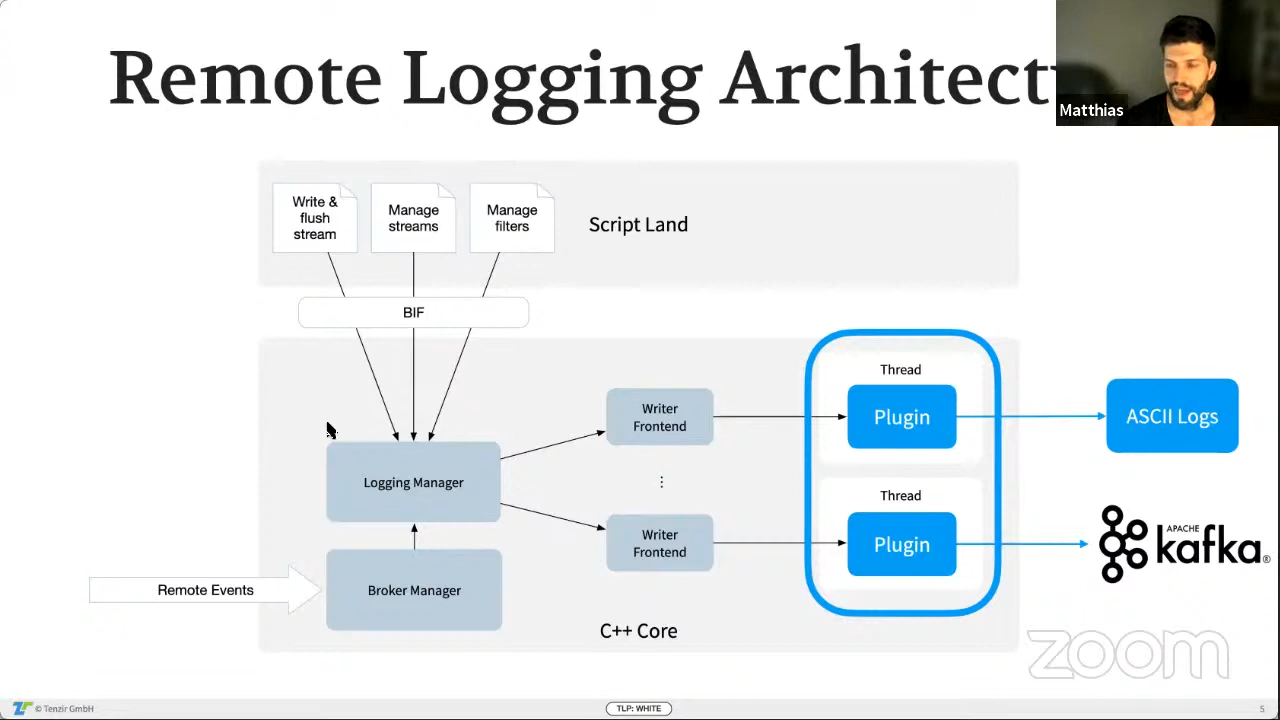 Remote Logging Architect
Matthias
Write &
flush
stream
Manage
streams
Manage
filters
Script Land
BIF
Thread
Plugin
Writer
Frontend
ASCII Logs
Logging Manager
⋮
Thread
Plugin
Writer
Frontend
APACHE
kafka®
Remote Events
Broker Manager
C++ Core
zoom
© Tenzir GmbH
TLP: WHITE
5